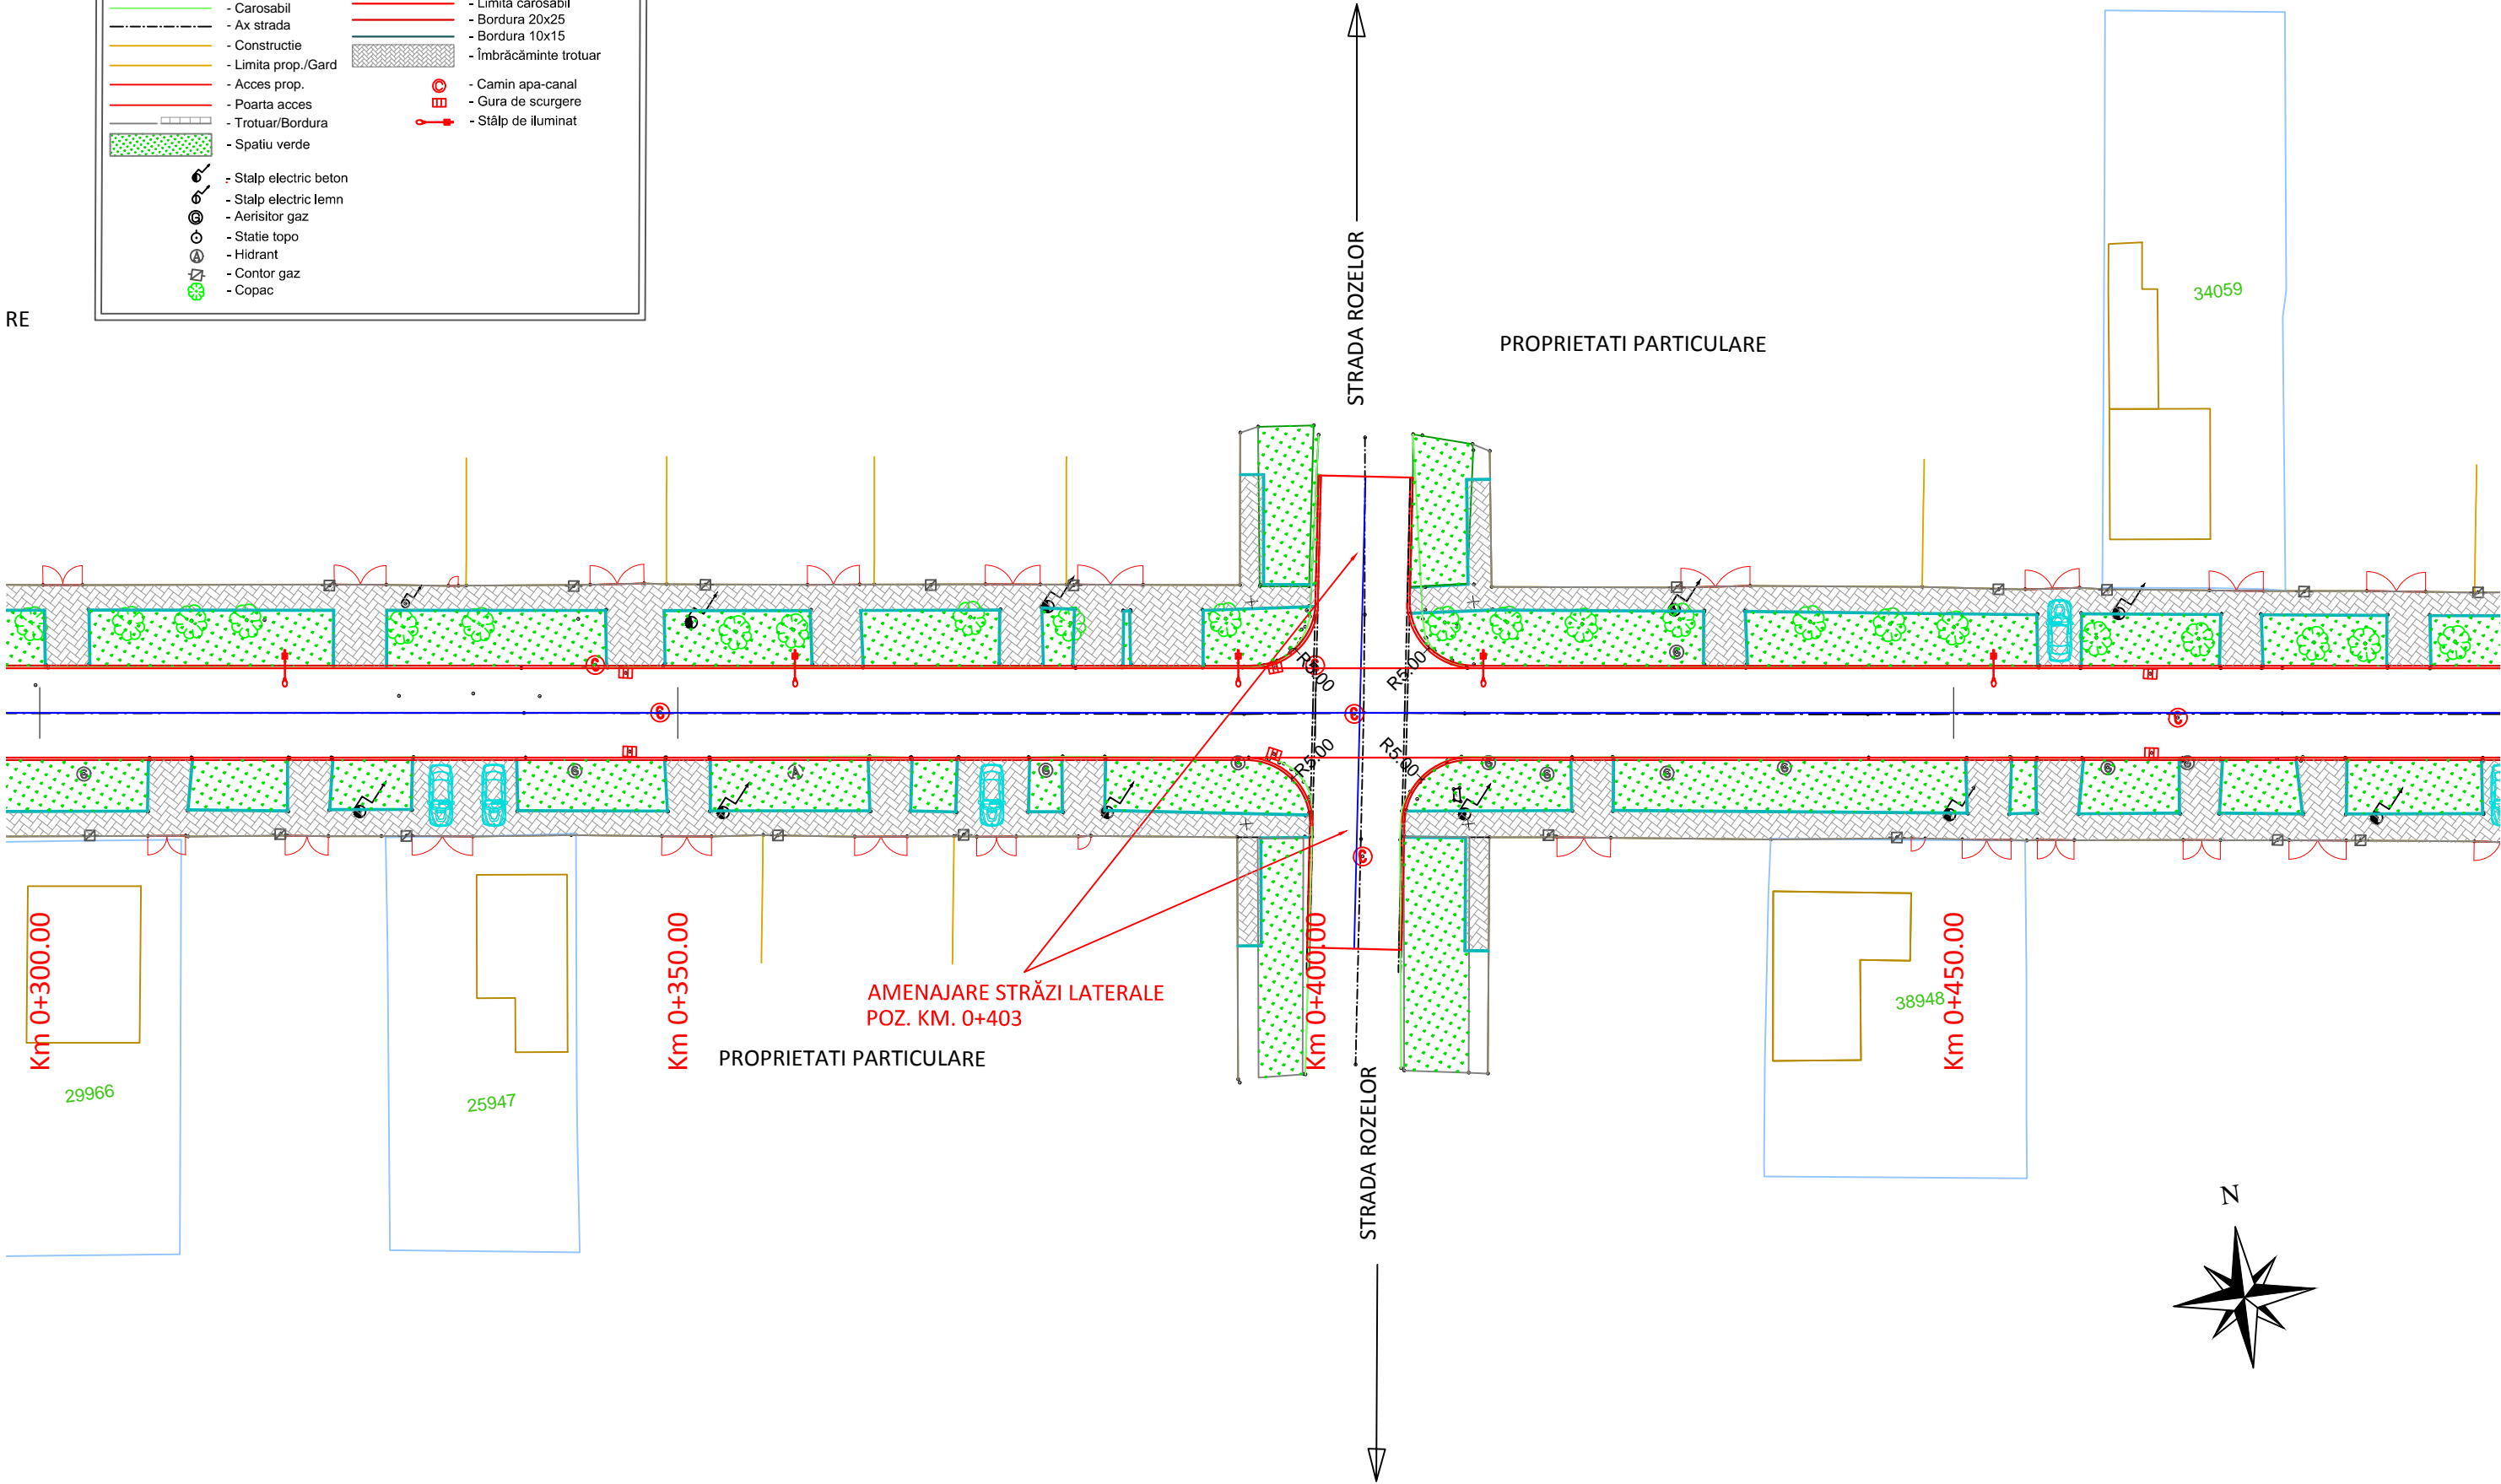 - Carosabil
- Ax strada
- Constructie
- Limita prop./Gard
- Acces prop.
- Poarta acces
- Trotuar/Bordura
- Spatiu verde
- Stalp electric beton
- Stalp electric lemn
G - Aerisitor gaz
- Statie topo
A - Hidrant
- Contor gaz
- Copac
- Limita carosabil
- Bordura 20x25
- Bordura 10x15
- Îmbrăcăminte trotuar
C - Camin apa-canal
- Gura de scurgere
- Stâlp de iluminat
RE
STRADA ROZELOR
PROPRIETATI PARTICULARE
34059
R5.00
R5.00
R5.00
R5.00
Km 0+300.00
Km 0+350.00
Km 0+400.00
Km 0+450.00
AMENAJARE STRĂZI LATERALE
POZ. KM. 0+403
PROPRIETATI PARTICULARE
29966
25947
38948
STRADA ROZELOR
N